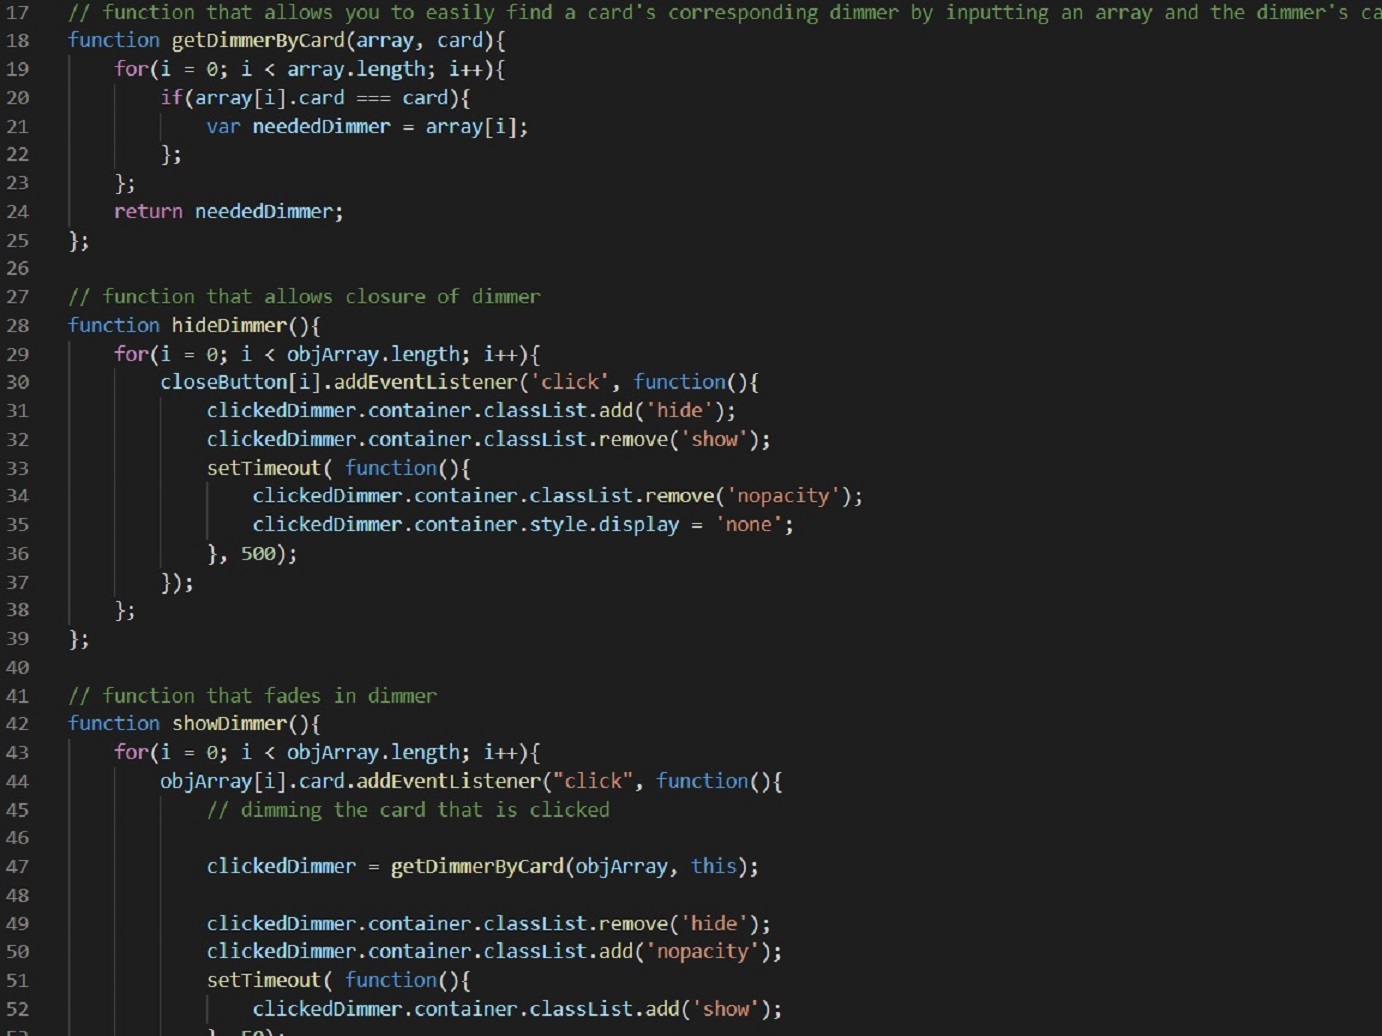 17 // function that allows you to easily find a card's corresponding dimmer by inputting an array and the dimmer's ca
18 function getDimmerByCard(array, card){
19 for(i = 0; i < array.length; i++){
20 if(array[i].card === card){
21 var neededDimmer = array[i];
22 };
23 };
24 return neededDimmer;
25 };
26
27 // function that allows closure of dimmer
28 function hideDimmer(){
29 for(i = 0; i < objArray.length; i++){
30 closeButton[i].addEventListener('click', function(){
31 clickedDimmer.container.classList.add('hide');
32 clickedDimmer.container.classList.remove('show');
33 setTimeout( function(){
34 clickedDimmer.container.classList.remove('nopacity');
35 clickedDimmer.container.style.display = 'none';
36 }, 500);
37 });
38 };
39 };
40
41 // function that fades in dimmer
42 function showDimmer(){
43 for(i = 0; i < objArray.length; i++){
44 objArray[i].card.addEventListener("click", function(){
45 // dimming the card that is clicked
46
47 clickedDimmer = getDimmerByCard(objArray, this);
48
49 clickedDimmer.container.classList.remove('hide');
50 clickedDimmer.container.classList.add('nopacity');
51 setTimeout( function(){
52 clickedDimmer.container.classList.add('show');
53 }, 50);